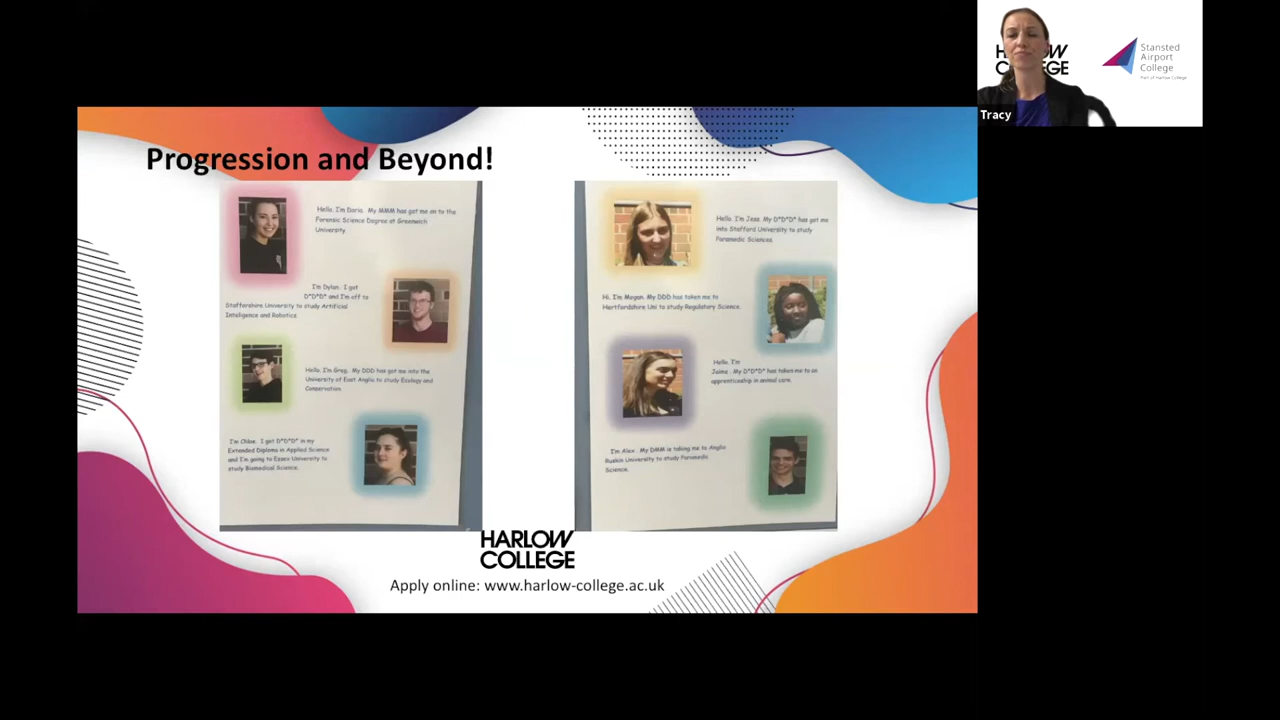 Progression and Beyond!
Hello. I'm Daria. My MMM has got me on to the
Forensic Science Degree at Greenwich
University.
I'm Dylan. I got
D*D*D* and I'm off to
Staffordshire University to study Artificial
Intelligence and Robotics
Hello. I'm Greg. My DDD has got me into the
University of East Anglia to study Ecology and
Conservation
I'm Chloe. I got D*D*D* in my
Extended Diploma in Applied Science
and I'm going to Essex University to
study Biomedical Science.
Hello. I'm Jess. My D*D*D* has got me
into Stafford University to study
Paramedic Sciences.
Hi. I'm Megan. My DDD has taken me to
Hertfordshire Uni to study Regulatory Science.
Hello. I'm
Jaime. My D*D*D* has taken me to an
apprenticeship in animal care.
I'm Alex. My DMM is taking me to Anglia
Ruskin University to study Paramedic
Science.
HARLOW
COLLEGE
Apply online: www.harlow-college.ac.uk
Stansted
Airport
College
Part of Harlow College
Tracy